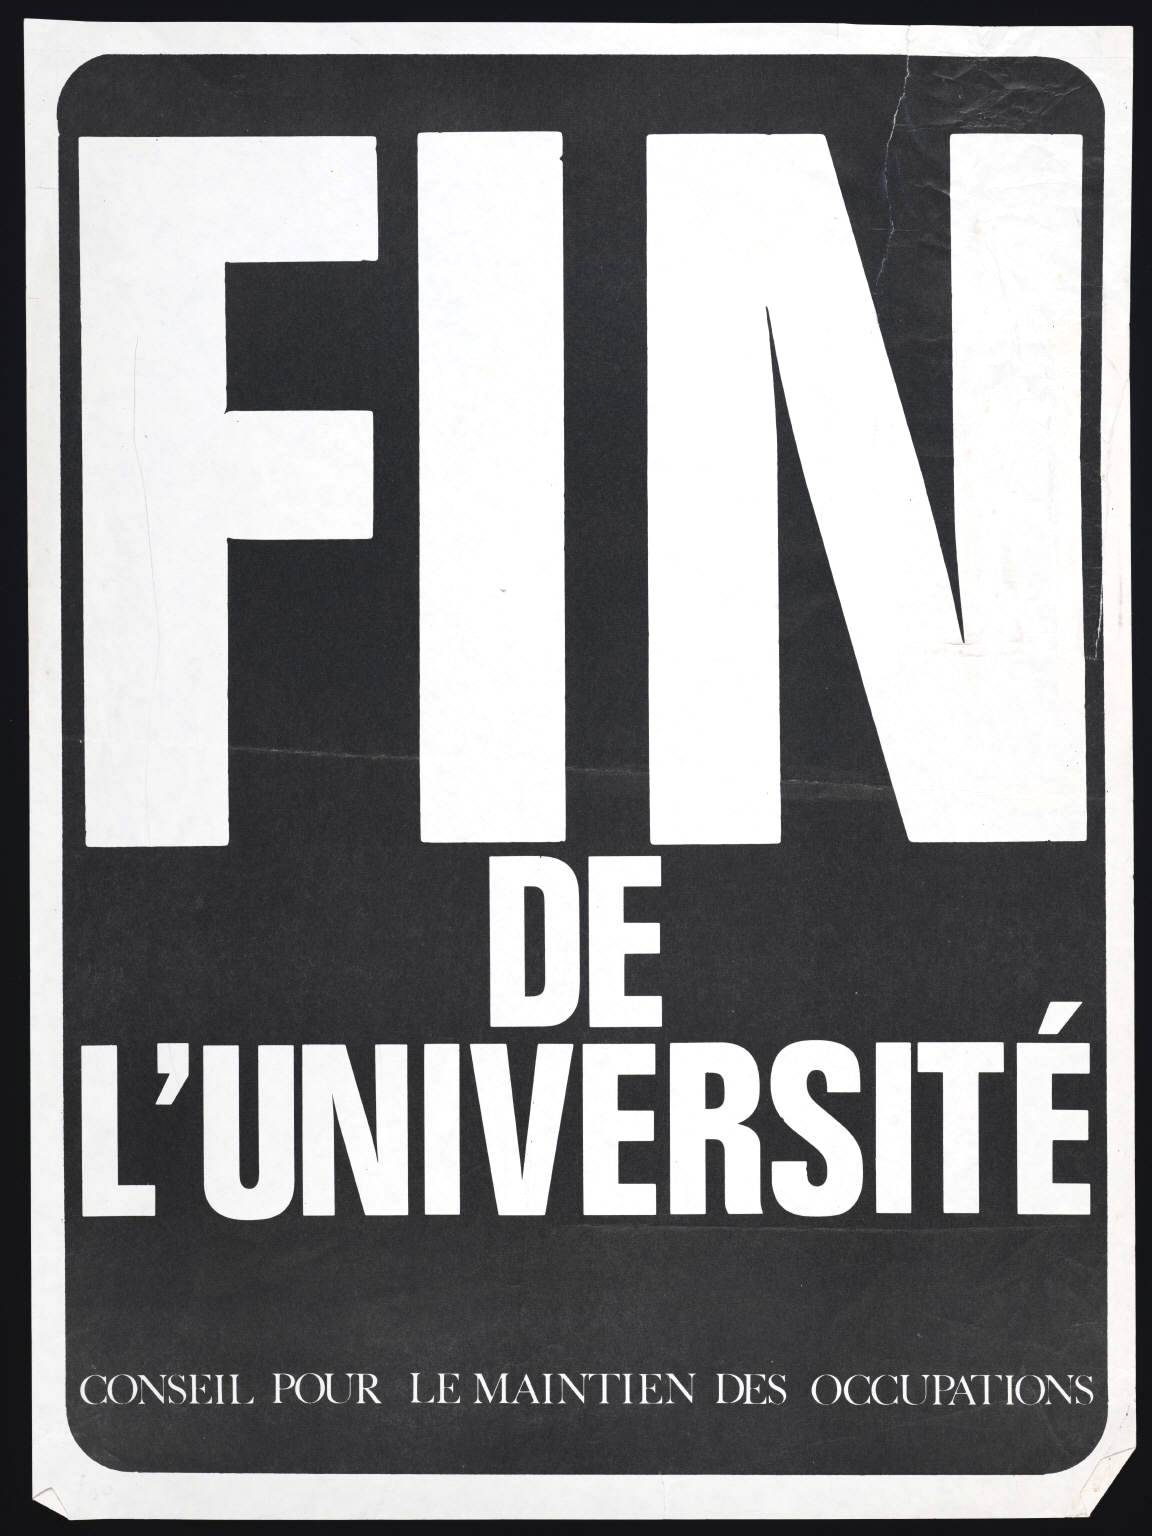 FIN
DE
L'UNIVERSITÉ
CONSEIL POUR LE MAINTIEN DES OCCUPATIONS